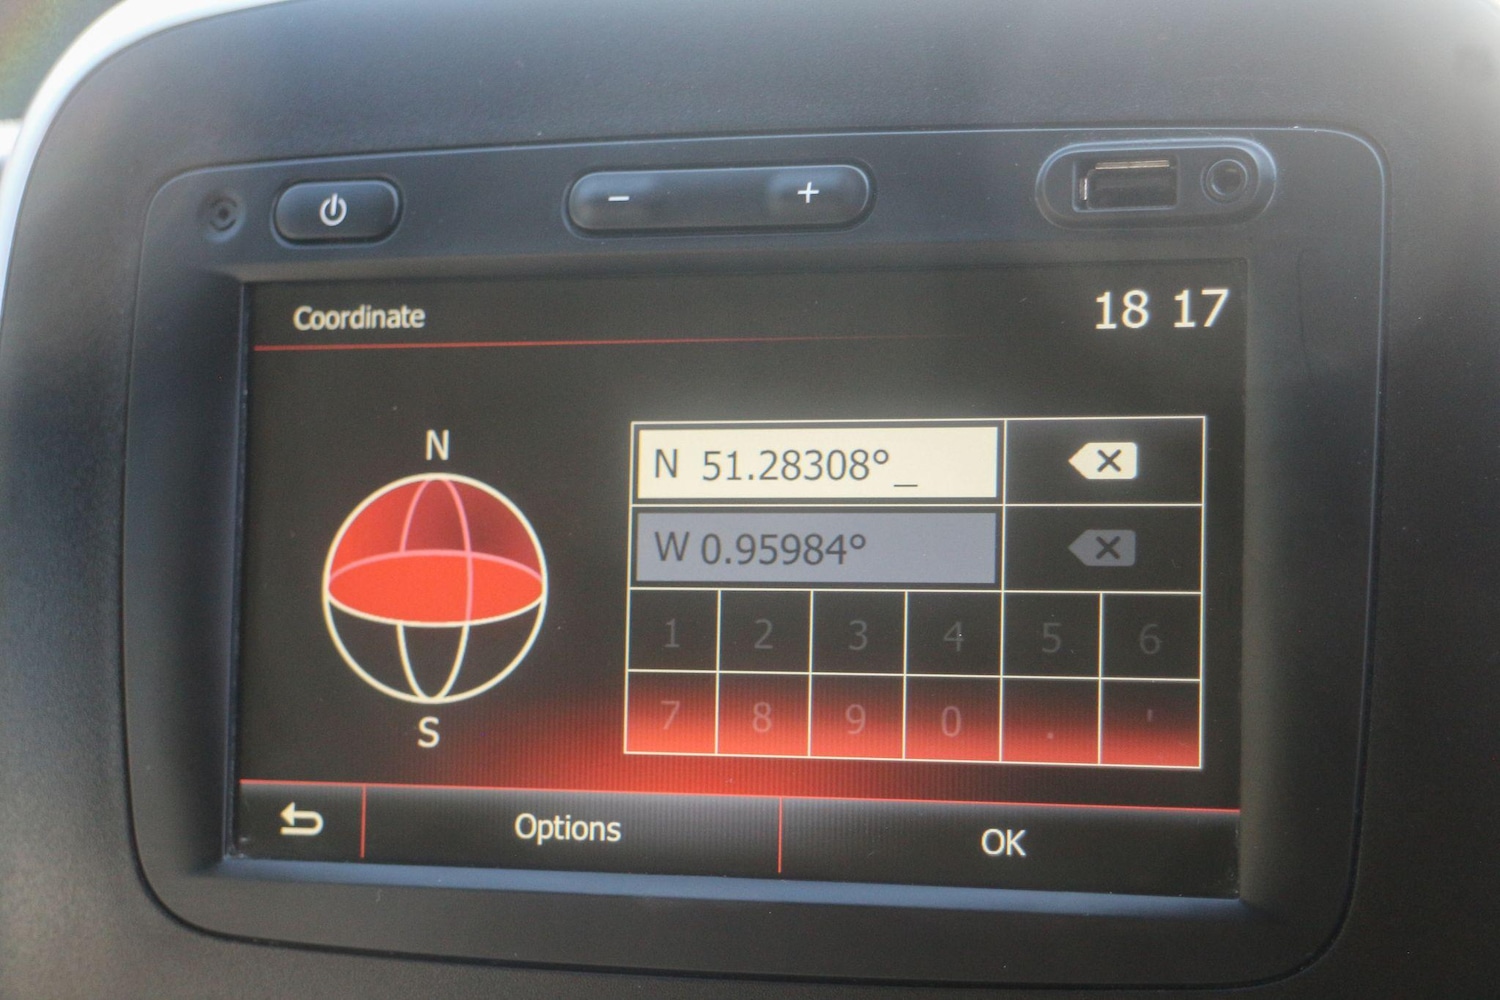 − +
Coordinate
18 17
N
N 51.28308°_
W 0.95984°
1 2 3 4 5 6
7 8 9 0 . '
S
Options
OK